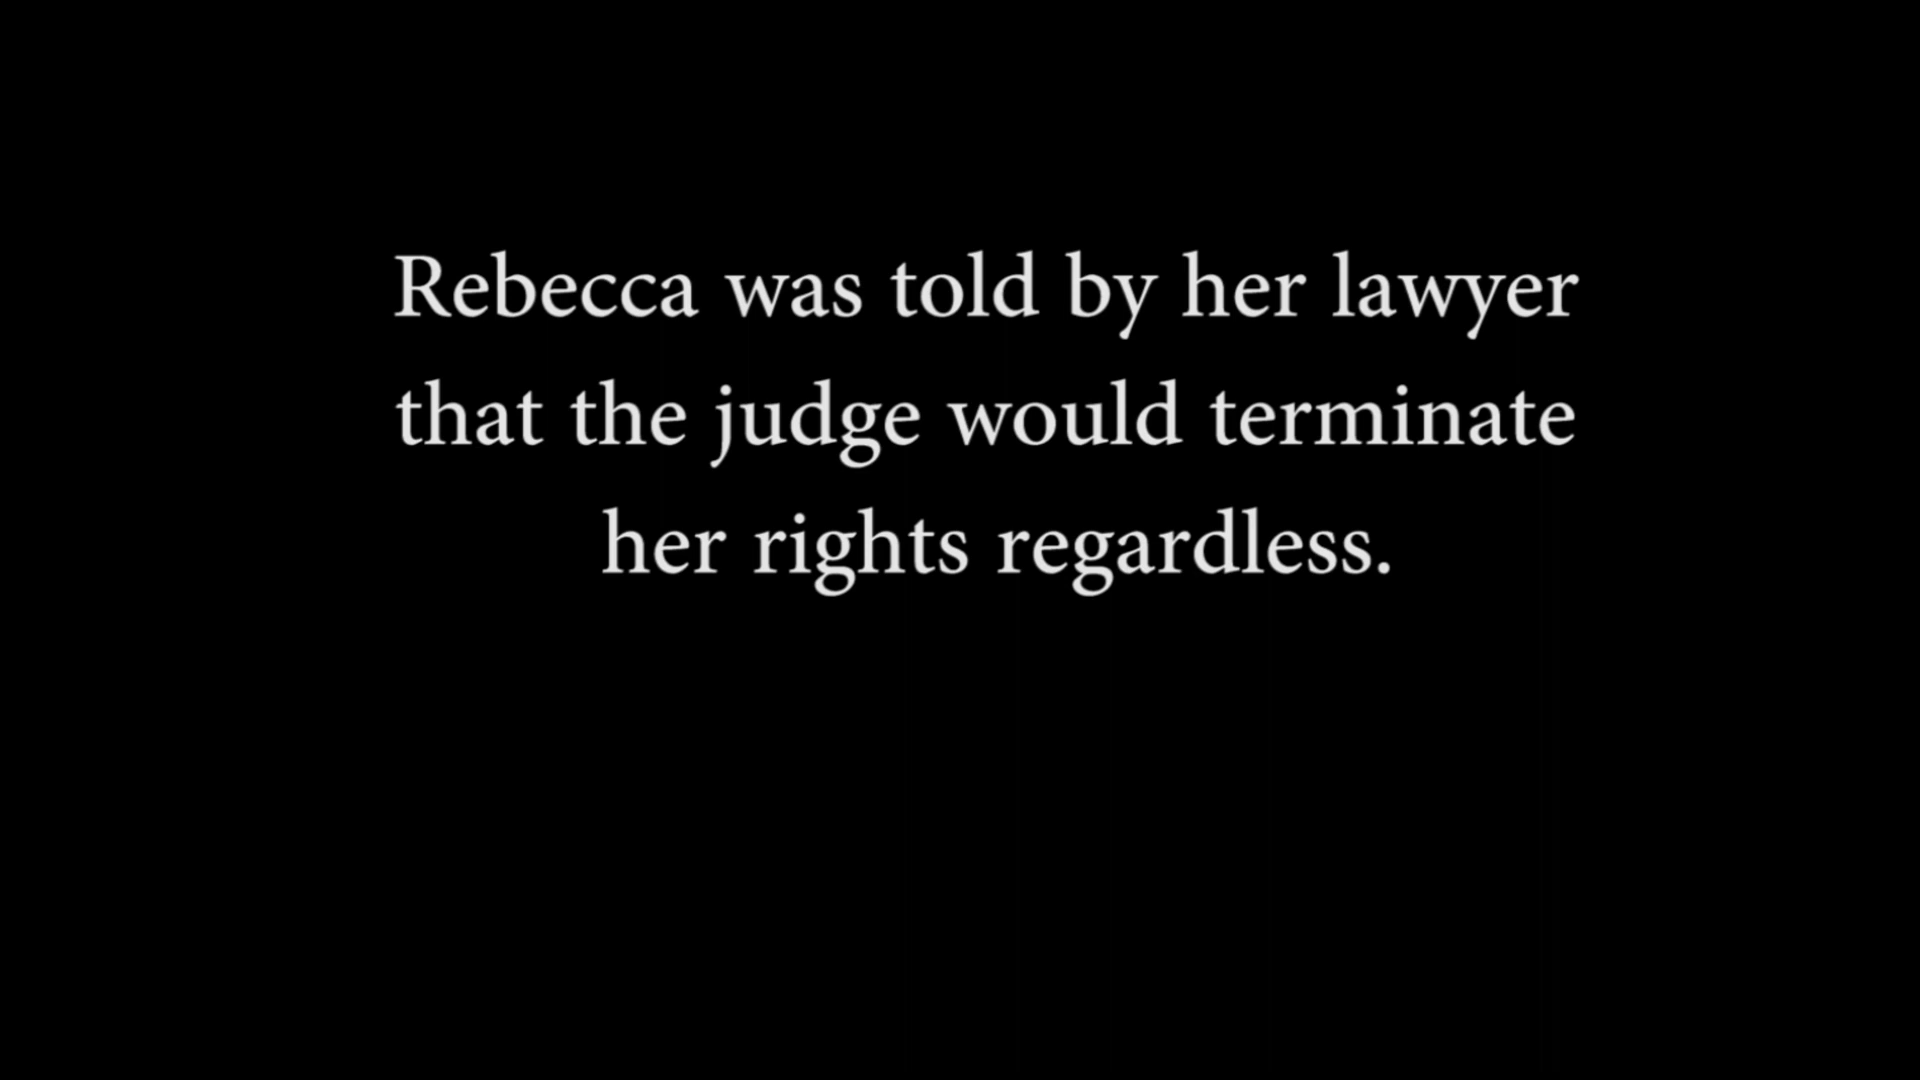 Rebecca was told by her lawyer
that the judge would terminate
her rights regardless.